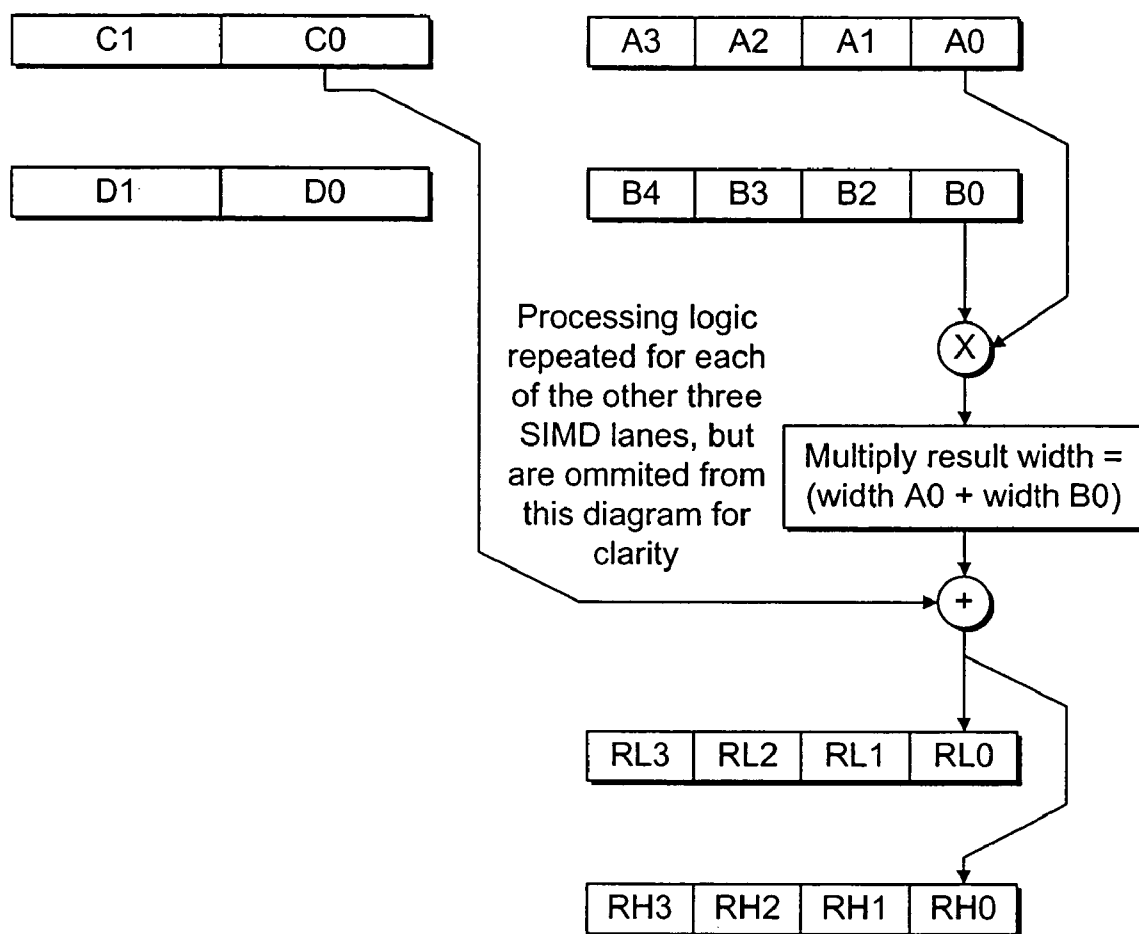 C1 C0 A3 A2 A1 A0
D1 D0 B4 B3 B2 B0
Processing logic
repeated for each
of the other three
SIMD lanes, but
are ommited from
this diagram for
clarity
X
Multiply result width =
(width A0 + width B0)
+
RL3 RL2 RL1 RL0
RH3 RH2 RH1 RH0